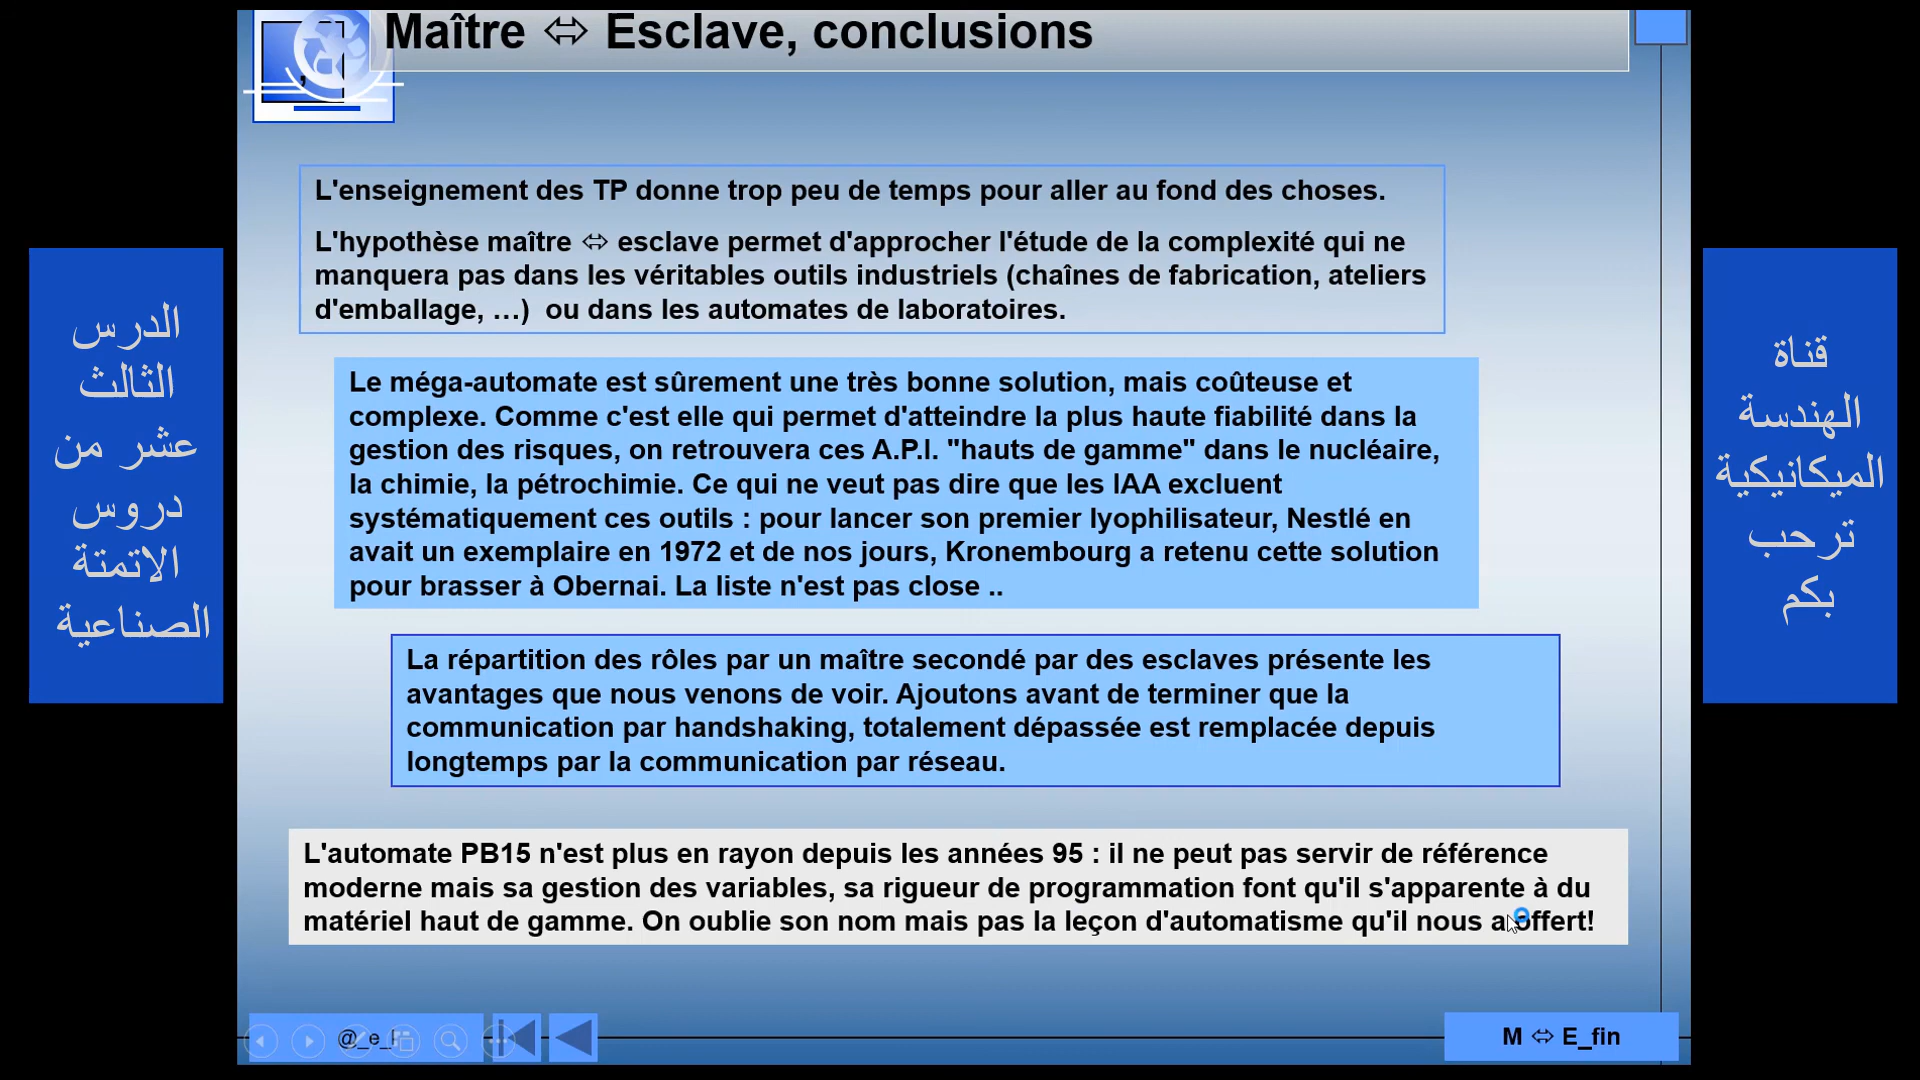 Maître ⬄ Esclave, conclusions
L'enseignement des TP donne trop peu de temps pour aller au fond des choses.
L'hypothèse maître ⬄ esclave permet d'approcher l'étude de la complexité qui ne
manquera pas dans les véritables outils industriels (chaînes de fabrication, ateliers
d'emballage, …)  ou dans les automates de laboratoires.
Le méga-automate est sûrement une très bonne solution, mais coûteuse et
complexe. Comme c'est elle qui permet d'atteindre la plus haute fiabilité dans la
gestion des risques, on retrouvera ces A.P.I. "hauts de gamme" dans le nucléaire,
la chimie, la pétrochimie. Ce qui ne veut pas dire que les IAA excluent
systématiquement ces outils : pour lancer son premier lyophilisateur, Nestlé en
avait un exemplaire en 1972 et de nos jours, Kronembourg a retenu cette solution
pour brasser à Obernai. La liste n'est pas close ..
La répartition des rôles par un maître secondé par des esclaves présente les
avantages que nous venons de voir. Ajoutons avant de terminer que la
communication par handshaking, totalement dépassée est remplacée depuis
longtemps par la communication par réseau.
L'automate PB15 n'est plus en rayon depuis les années 95 : il ne peut pas servir de référence
moderne mais sa gestion des variables, sa rigueur de programmation font qu'il s'apparente à du
matériel haut de gamme. On oublie son nom mais pas la leçon d'automatisme qu'il nous a offert!
M ⬄ E_fin
الدرس
الثالث
عشر من
دروس
الاتمتة
الصناعية
قناة
الهندسة
الميكانيكية
ترحب
بكم